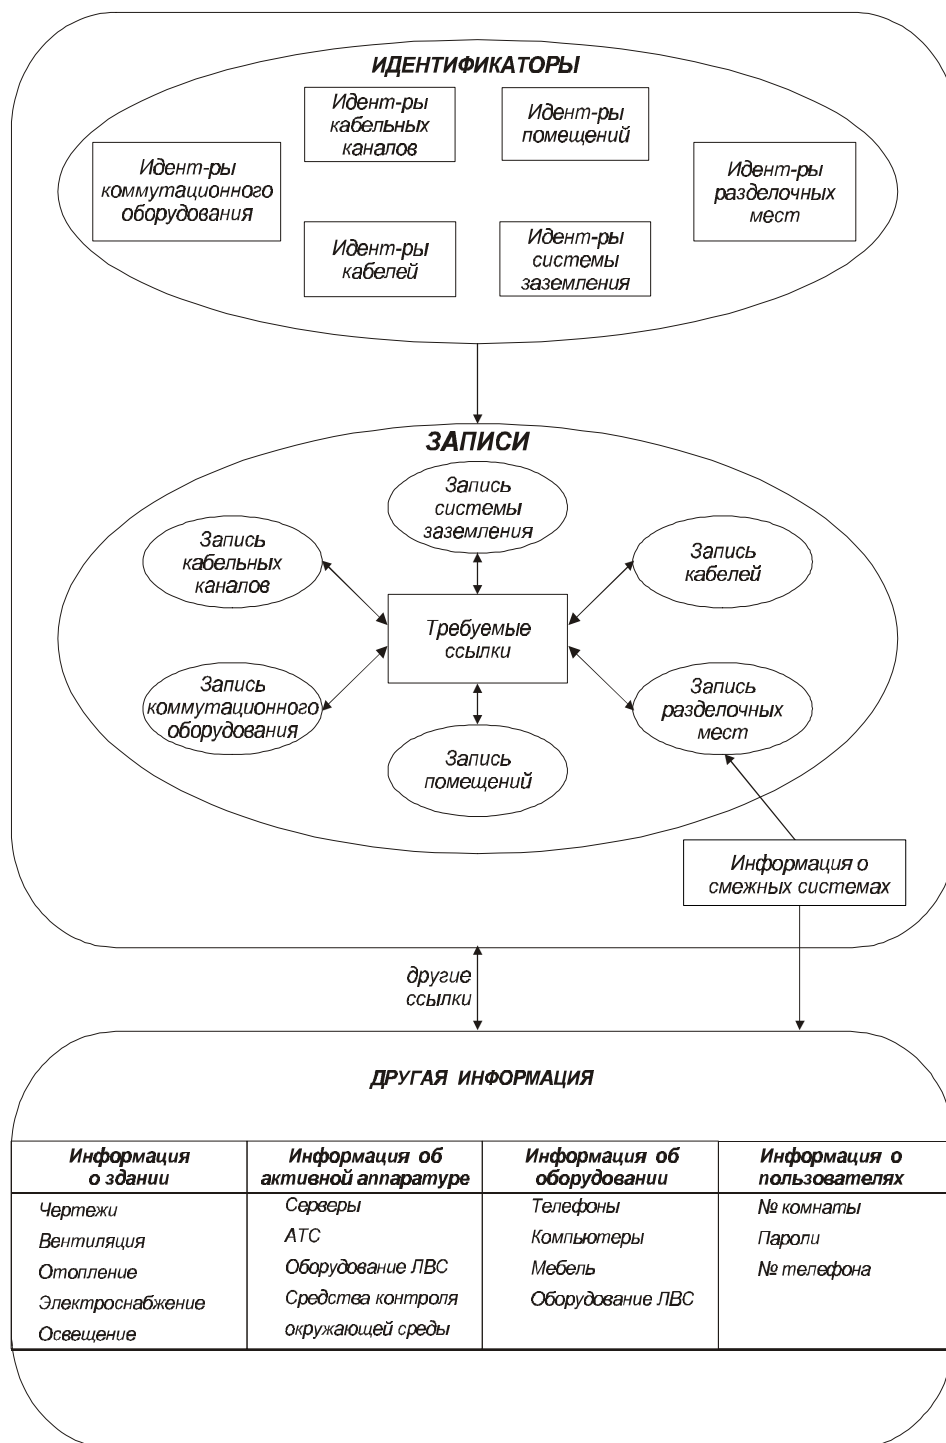 ИДЕНТИФИКАТОРЫ
Идент-ры
кабельных
каналов
Идент-ры
помещений
Идент-ры
коммутационного
оборудования
Идент-ры
разделочных
мест
Идент-ры
кабелей
Идент-ры
системы
заземления
ЗАПИСИ
Запись
системы
заземления
Запись
кабельных
каналов
Запись
кабелей
Требуемые
ссылки
Запись
коммутационного
оборудования
Запись
разделочных
мест
Запись
помещений
Информация о
смежных системах
другие
ссылки
ДРУГАЯ ИНФОРМАЦИЯ
Информация
о здании
Информация об
активной аппаратуре
Информация об
оборудовании
Информация о
пользователях
Чертежи
Вентиляция
Отопление
Электроснабжение
Освещение
Серверы
АТС
Оборудование ЛВС
Средства контроля
окружающей среды
Телефоны
Компьютеры
Мебель
Оборудование ЛВС
№ комнаты
Пароли
№ телефона